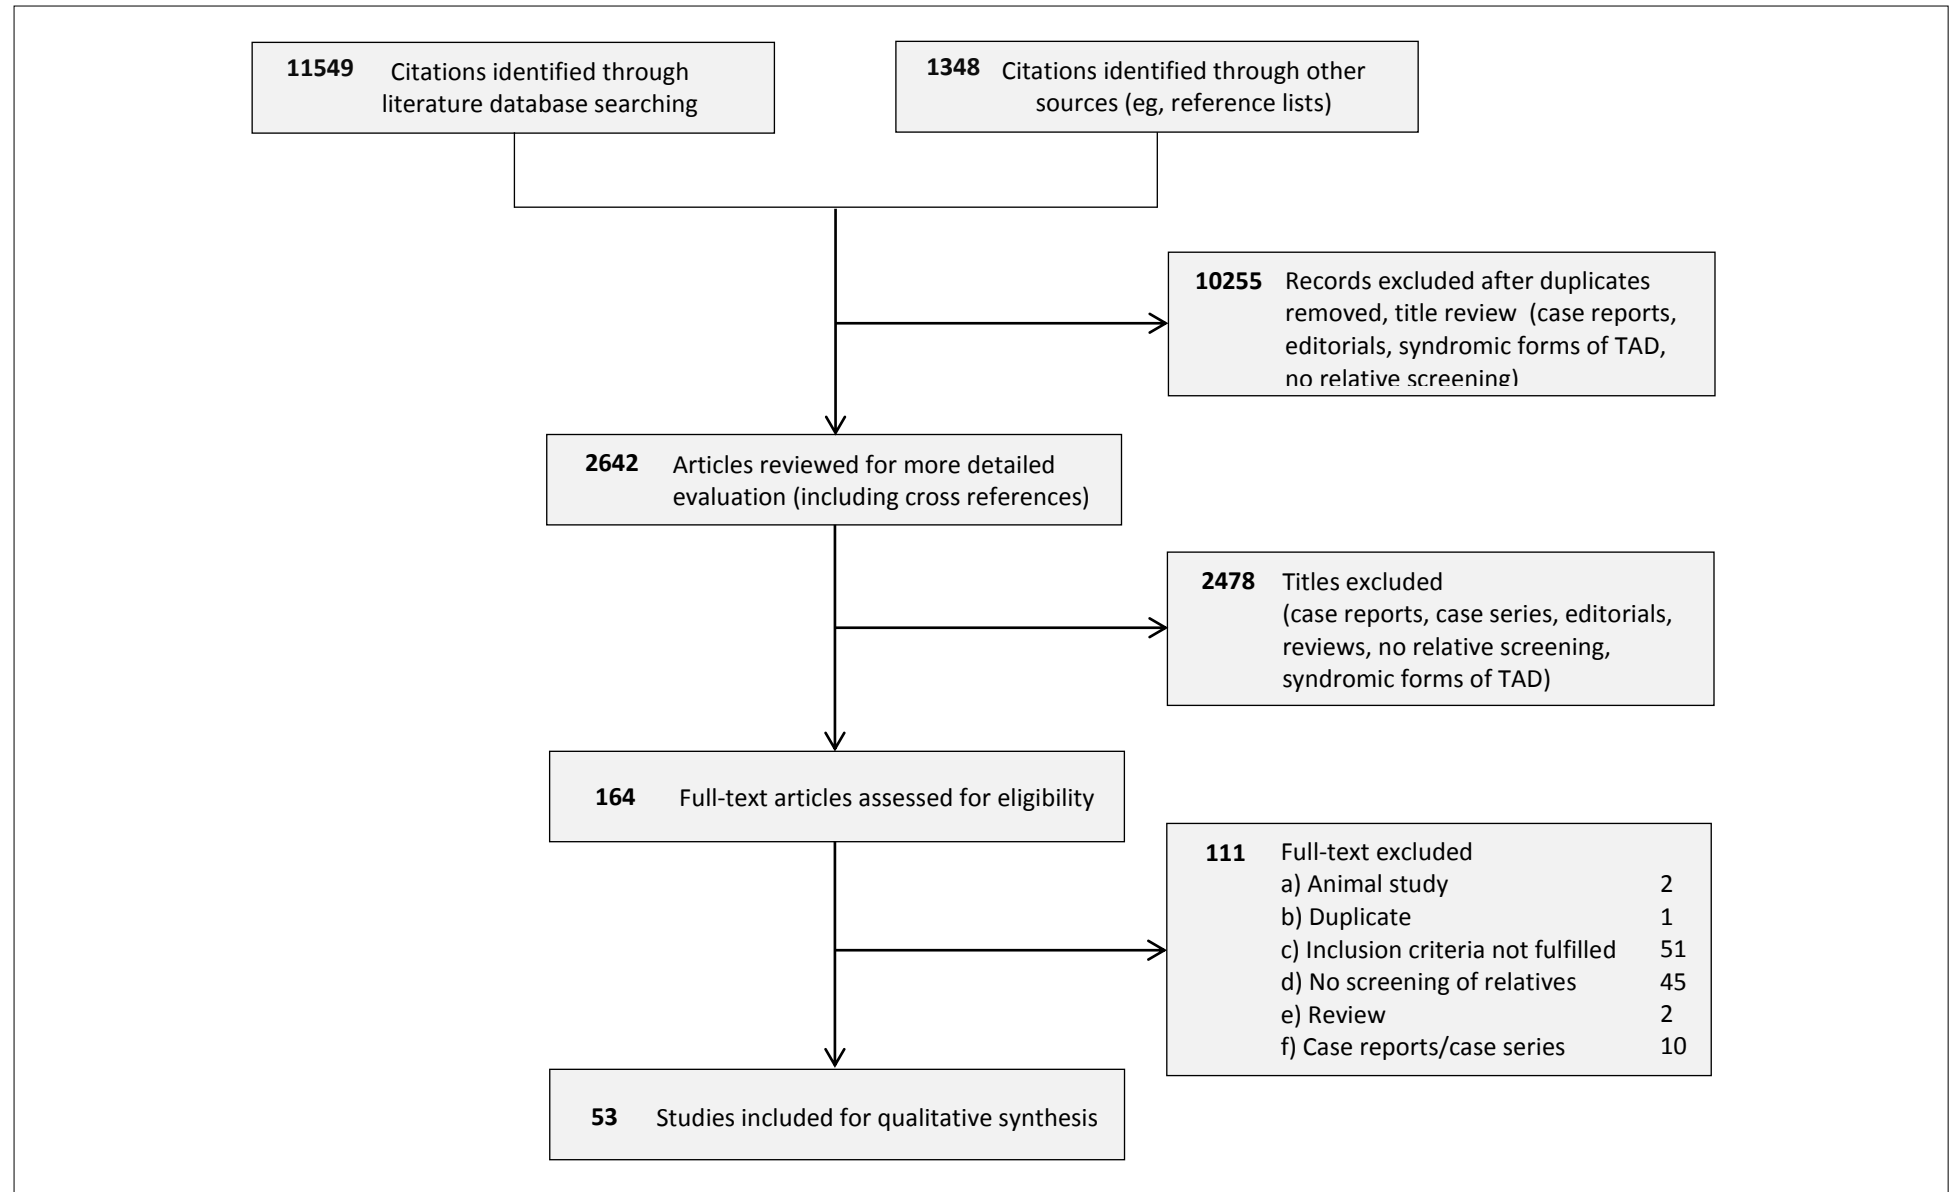 11549 Citations identified through
literature database searching
1348 Citations identified through other
sources (eg, reference lists)
10255 Records excluded after duplicates
removed, title review (case reports,
editorials, syndromic forms of TAD,
no relative screening)
2642 Articles reviewed for more detailed
evaluation (including cross references)
2478 Titles excluded
(case reports, case series, editorials,
reviews, no relative screening,
syndromic forms of TAD)
164 Full-text articles assessed for eligibility
111 Full-text excluded
a) Animal study 2
b) Duplicate 1
c) Inclusion criteria not fulfilled 51
d) No screening of relatives 45
e) Review 2
f) Case reports/case series 10
53 Studies included for qualitative synthesis